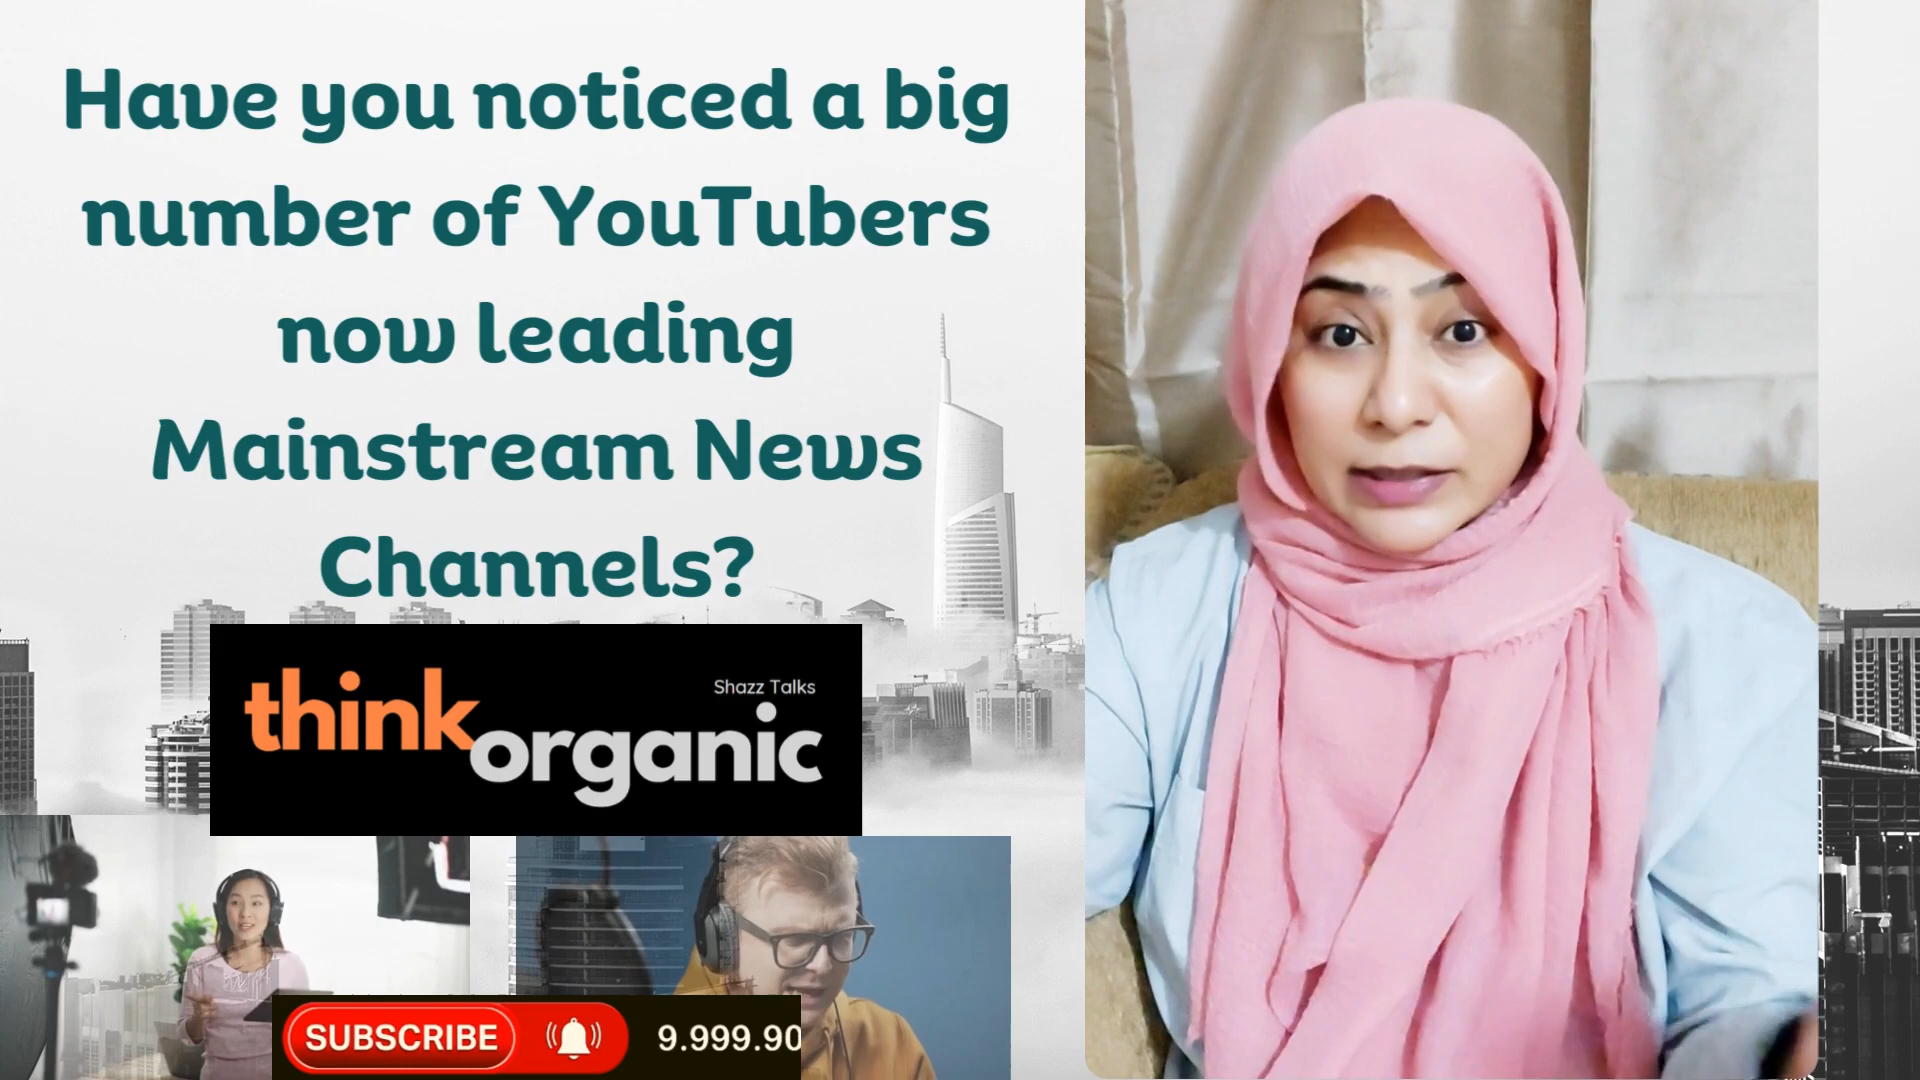 Have you noticed a big
number of YouTubers
now leading
Mainstream News
Channels?
Shazz Talks
think
organic
SUBSCRIBE
9.999.90